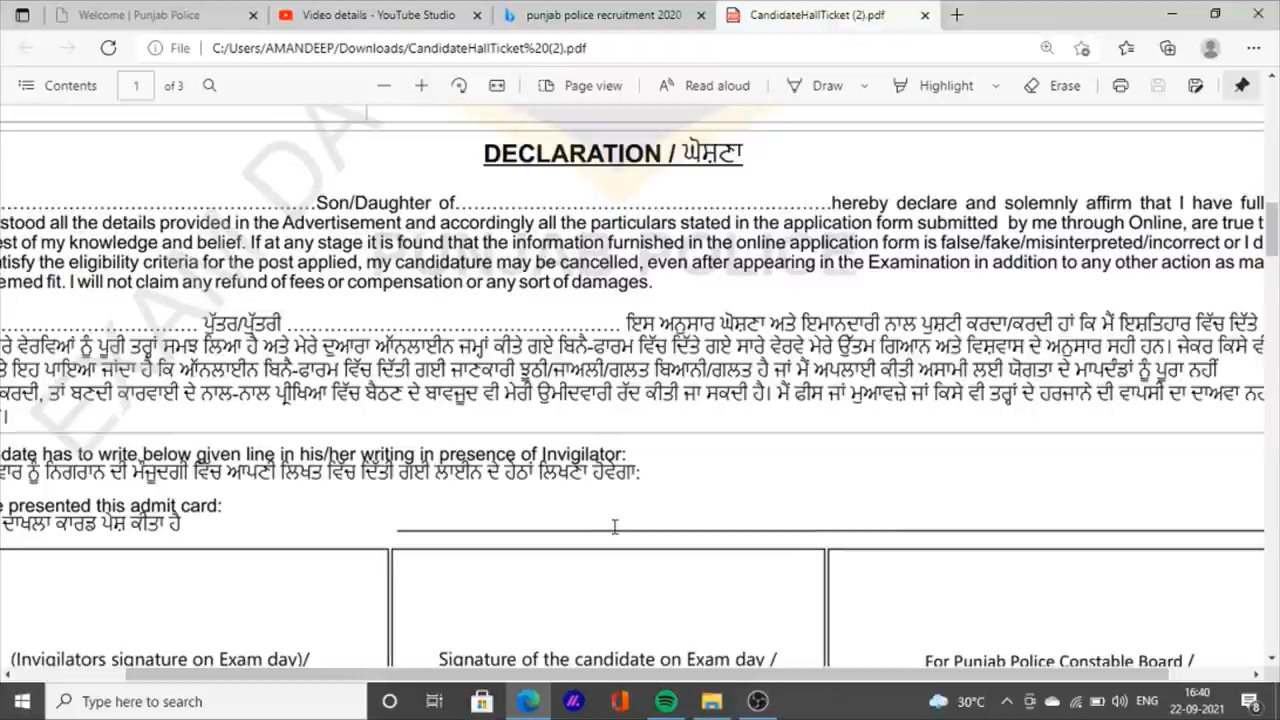 Welcome | Punjab Police
Video details - YouTube Studio
punjab police recruitment 2020
CandidateHallTicket (2).pdf
File
C:/Users/AMANDEEP/Downloads/CandidateHallTicket%20(2).pdf
Contents 1 of 3
Page view
Read aloud
Draw
Highlight
Erase
EXAM DA
PUNJAB POLICE
DECLARATION / ਘੋਸ਼ਣਾ
Son/Daughter of hereby declare and solemnly affirm that I have full
stood all the details provided in the Advertisement and accordingly all the particulars stated in the application form submitted by me through Online, are true t
est of my knowledge and belief. If at any stage it is found that the information furnished in the online application form is false/fake/misinterpreted/incorrect or I d
atisfy the eligibility criteria for the post applied, my candidature may be cancelled, even after appearing in the Examination in addition to any other action as ma
emed fit. I will not claim any refund of fees or compensation or any sort of damages.
ਪੁੱਤਰ/ਪੁੱਤਰੀ ਇਸ ਅਨੁਸਾਰ ਘੋਸ਼ਣਾ ਅਤੇ ਇਮਾਨਦਾਰੀ ਨਾਲ ਪੁਸ਼ਟੀ ਕਰਦਾ/ਕਰਦੀ ਹਾਂ ਕਿ ਮੈਂ ਇਸ਼ਤਿਹਾਰ ਵਿੱਚ ਦਿੱਤੇ
ਰੇ ਵੇਰਵਿਆਂ ਨੂੰ ਪੂਰੀ ਤਰ੍ਹਾਂ ਸਮਝ ਲਿਆ ਹੈ ਅਤੇ ਮੇਰੇ ਦੁਆਰਾ ਔਨਲਾਈਨ ਜਮ੍ਹਾਂ ਕੀਤੇ ਗਏ ਬਿਨੈ-ਫਾਰਮ ਵਿੱਚ ਦਿੱਤੇ ਗਏ ਸਾਰੇ ਵੇਰਵੇ ਮੇਰੇ ਉੱਤਮ ਗਿਆਨ ਅਤੇ ਵਿਸ਼ਵਾਸ ਦੇ ਅਨੁਸਾਰ ਸਹੀ ਹਨ। ਜੇਕਰ ਕਿਸੇ ਵੀ
ਤੇ ਇਹ ਪਾਇਆ ਜਾਂਦਾ ਹੈ ਕਿ ਔਨਲਾਈਨ ਬਿਨੈ-ਫਾਰਮ ਵਿੱਚ ਦਿੱਤੀ ਗਈ ਜਾਣਕਾਰੀ ਝੂਠੀ/ਜਾਅਲੀ/ਗਲਤ ਬਿਆਨੀ/ਗਲਤ ਹੈ ਜਾਂ ਮੈਂ ਅਪਲਾਈ ਕੀਤੀ ਅਸਾਮੀ ਲਈ ਯੋਗਤਾ ਦੇ ਮਾਪਦੰਡਾਂ ਨੂੰ ਪੂਰਾ ਨਹੀਂ
ਕਰਦੀ, ਤਾਂ ਬਣਦੀ ਕਾਰਵਾਈ ਦੇ ਨਾਲ-ਨਾਲ ਪ੍ਰੀਖਿਆ ਵਿੱਚ ਬੈਠਣ ਦੇ ਬਾਵਜੂਦ ਵੀ ਮੇਰੀ ਉਮੀਦਵਾਰੀ ਰੱਦ ਕੀਤੀ ਜਾ ਸਕਦੀ ਹੈ। ਮੈਂ ਫੀਸ ਜਾਂ ਮੁਆਵਜ਼ੇ ਜਾਂ ਕਿਸੇ ਵੀ ਤਰ੍ਹਾਂ ਦੇ ਹਰਜਾਨੇ ਦੀ ਵਾਪਸੀ ਦਾ ਦਾਅਵਾ ਨਹ
।
date has to write below given line in his/her writing in presence of Invigilator:
ਵਾਰ ਨੂੰ ਨਿਗਰਾਨ ਦੀ ਮੌਜੂਦਗੀ ਵਿੱਚ ਆਪਣੀ ਲਿਖਤ ਵਿੱਚ ਦਿੱਤੀ ਗਈ ਲਾਈਨ ਦੇ ਹੇਠਾਂ ਲਿਖਣਾ ਹੋਵੇਗਾ:
e presented this admit card:
ਦਾਖਲਾ ਕਾਰਡ ਪੇਸ਼ ਕੀਤਾ ਹੈ
(Invigilators signature on Exam day)/
Signature of the candidate on Exam day /
For Punjab Police Constable Board /
Type here to search
30°C
ENG
16:40
22-09-2021
8